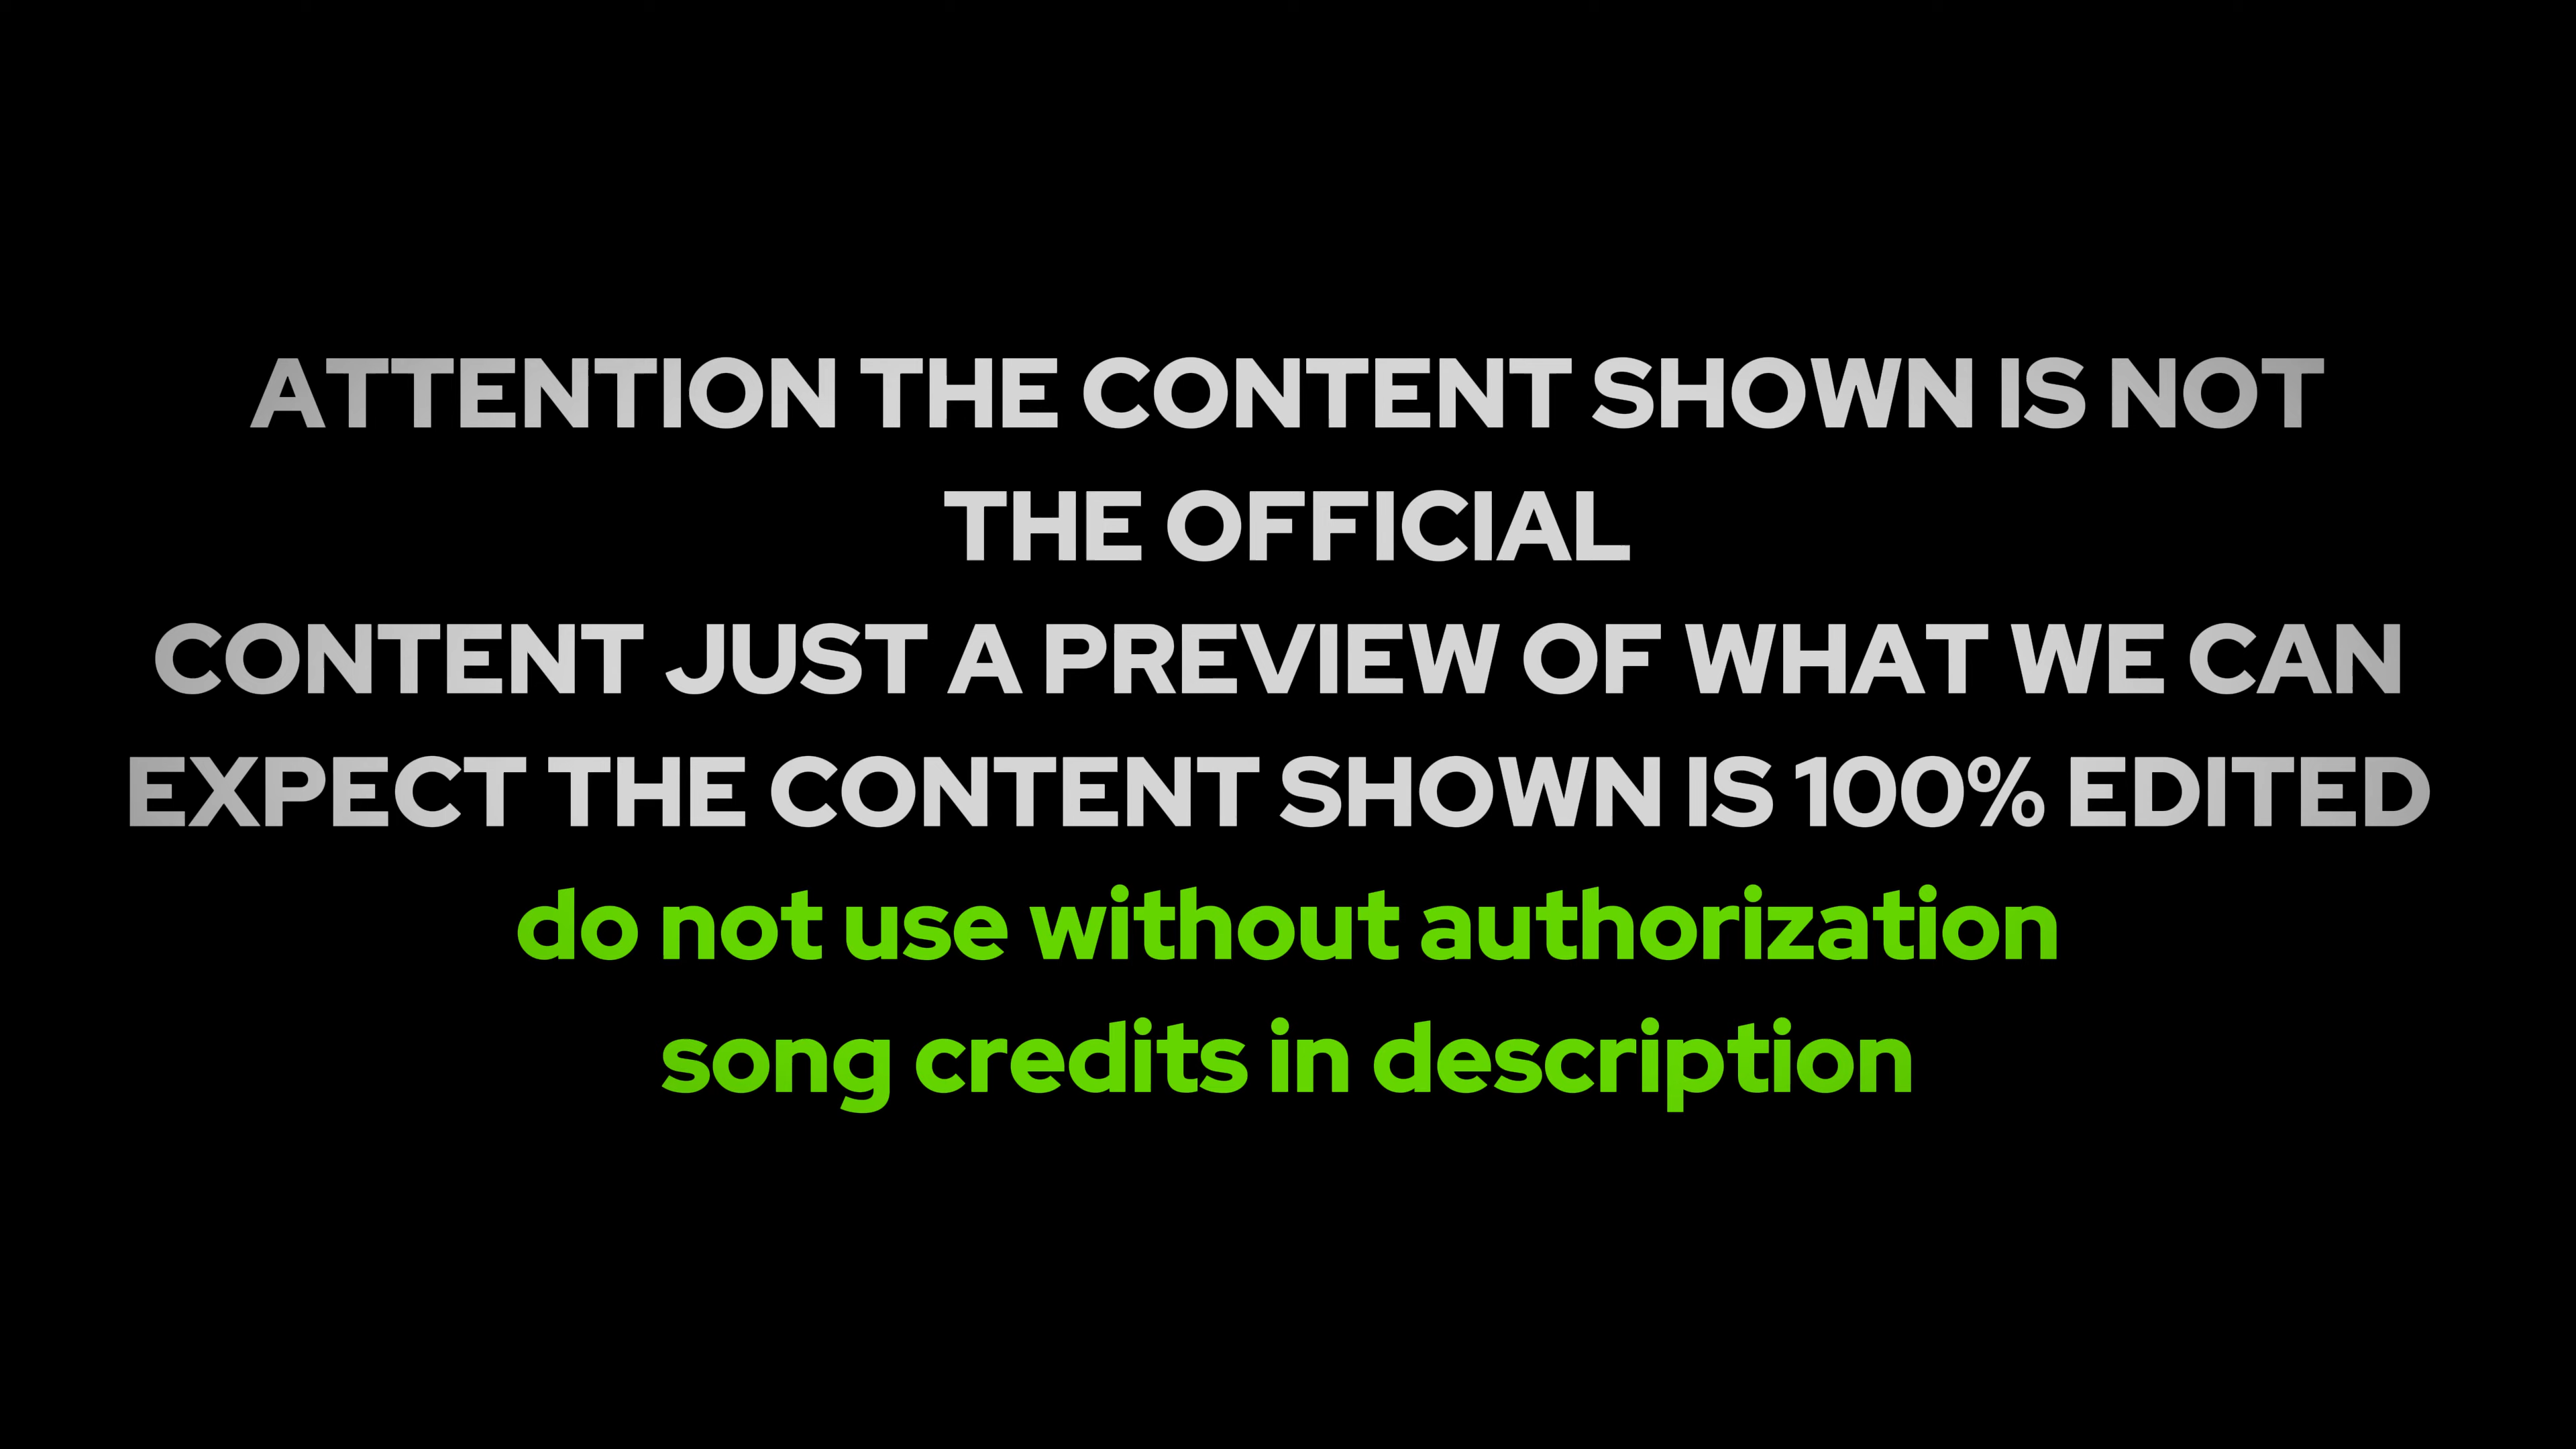 ATTENTION THE CONTENT SHOWN IS NOT
THE OFFICIAL
CONTENT JUST A PREVIEW OF WHAT WE CAN
EXPECT THE CONTENT SHOWN IS 100% EDITED
do not use without authorization
song credits in description